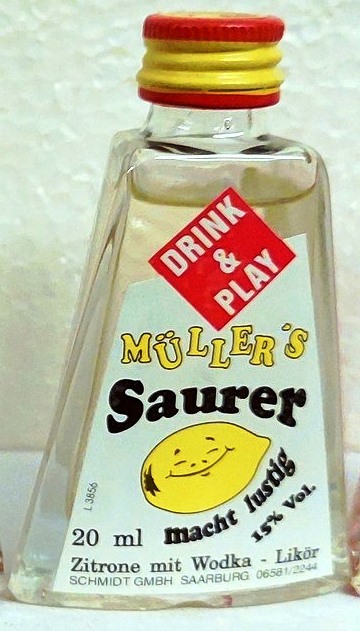 DRINK
&
PLAY
MÜLLER'S
Saurer
macht lustig
15% Vol.
L 3856
20 ml
Zitrone mit Wodka - Likör
SCHMIDT GMBH SAARBURG 06581/2244